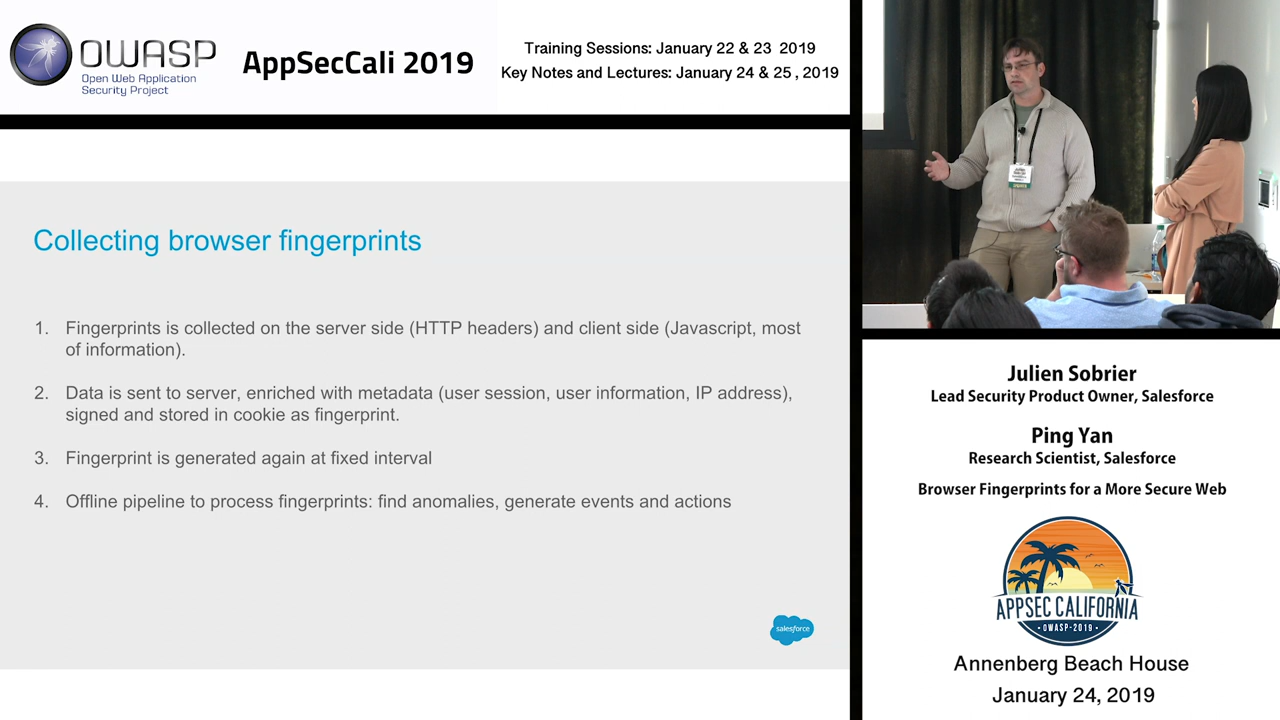 OWASP
Open Web Application
Security Project
AppSecCali 2019
Training Sessions: January 22 & 23 2019
Key Notes and Lectures: January 24 & 25 , 2019
Collecting browser fingerprints
1. Fingerprints is collected on the server side (HTTP headers) and client side (Javascript, most
of information).
2. Data is sent to server, enriched with metadata (user session, user information, IP address),
signed and stored in cookie as fingerprint.
3. Fingerprint is generated again at fixed interval
4. Offline pipeline to process fingerprints: find anomalies, generate events and actions
salesforce
Julien Sobrier
Lead Security Product Owner, Salesforce
Ping Yan
Research Scientist, Salesforce
Browser Fingerprints for a More Secure Web
APPSEC CALIFORNIA
• OWASP-2019 •
Annenberg Beach House
January 24, 2019